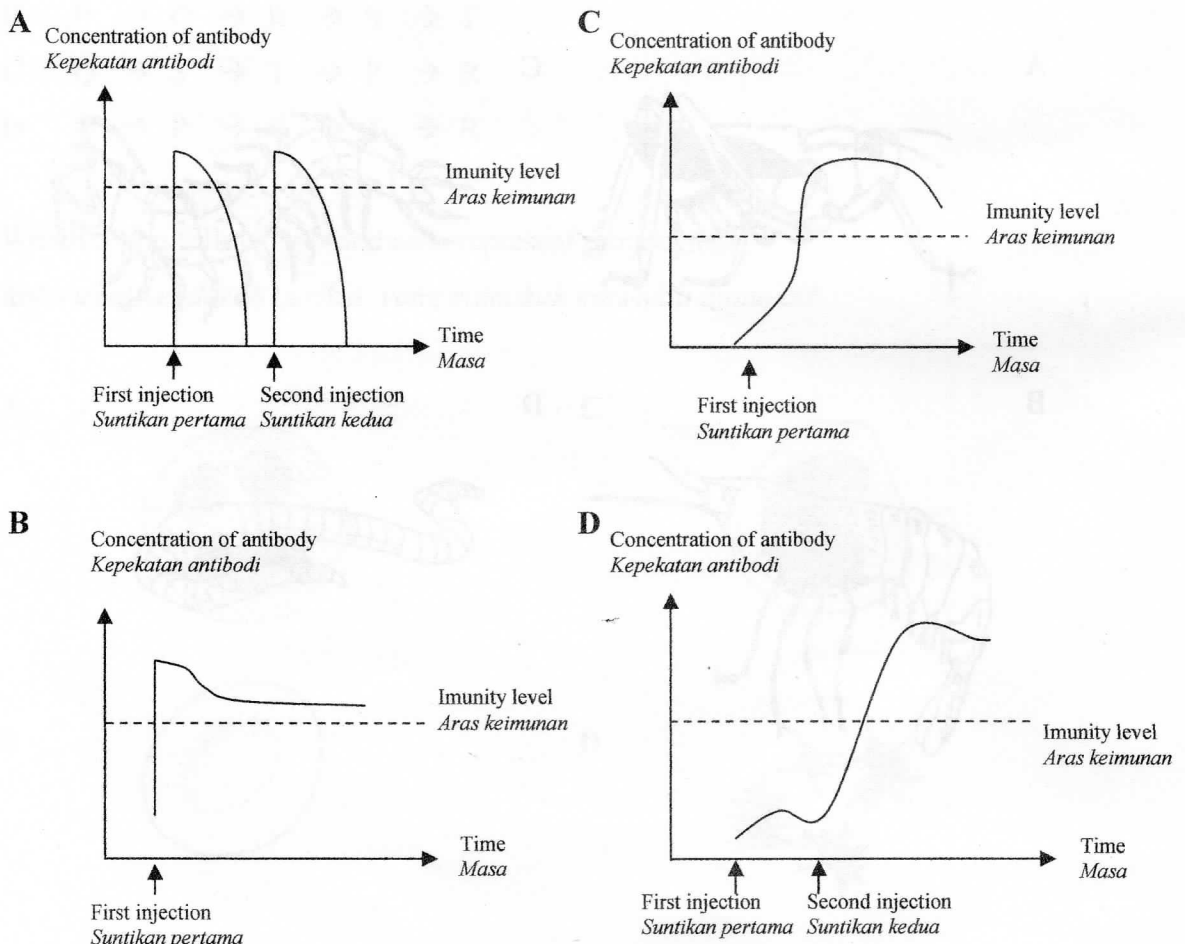 A
Concentration of antibody
Kepekatan antibodi
Imunity level
Aras keimunan
Time
Masa
First injection
Suntikan pertama
Second injection
Suntikan kedua
B
Concentration of antibody
Kepekatan antibodi
Imunity level
Aras keimunan
Time
Masa
First injection
Suntikan pertama
C
Concentration of antibody
Kepekatan antibodi
Imunity level
Aras keimunan
Time
Masa
First injection
Suntikan pertama
D
Concentration of antibody
Kepekatan antibodi
Imunity level
Aras keimunan
Time
Masa
First injection
Suntikan pertama
Second injection
Suntikan kedua